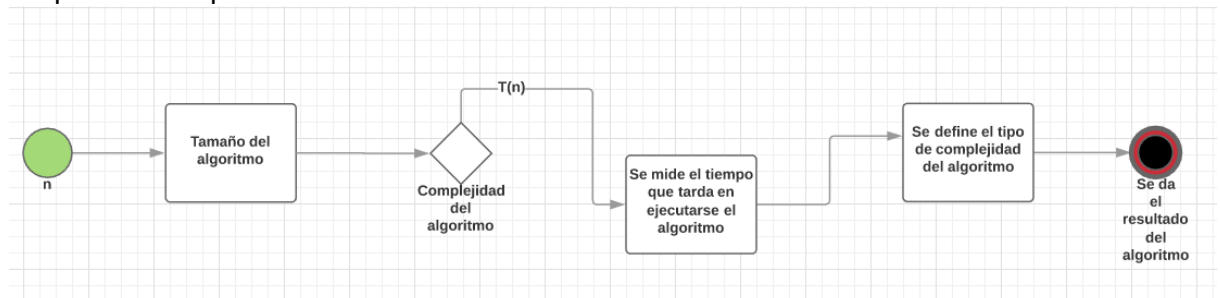 n
Tamaño del
algoritmo
Complejidad
del
algoritmo
T(n)
Se mide el tiempo
que tarda en
ejecutarse el
algoritmo
Se define el tipo
de complejidad
del algoritmo
Se da
el
resultado
del
algoritmo